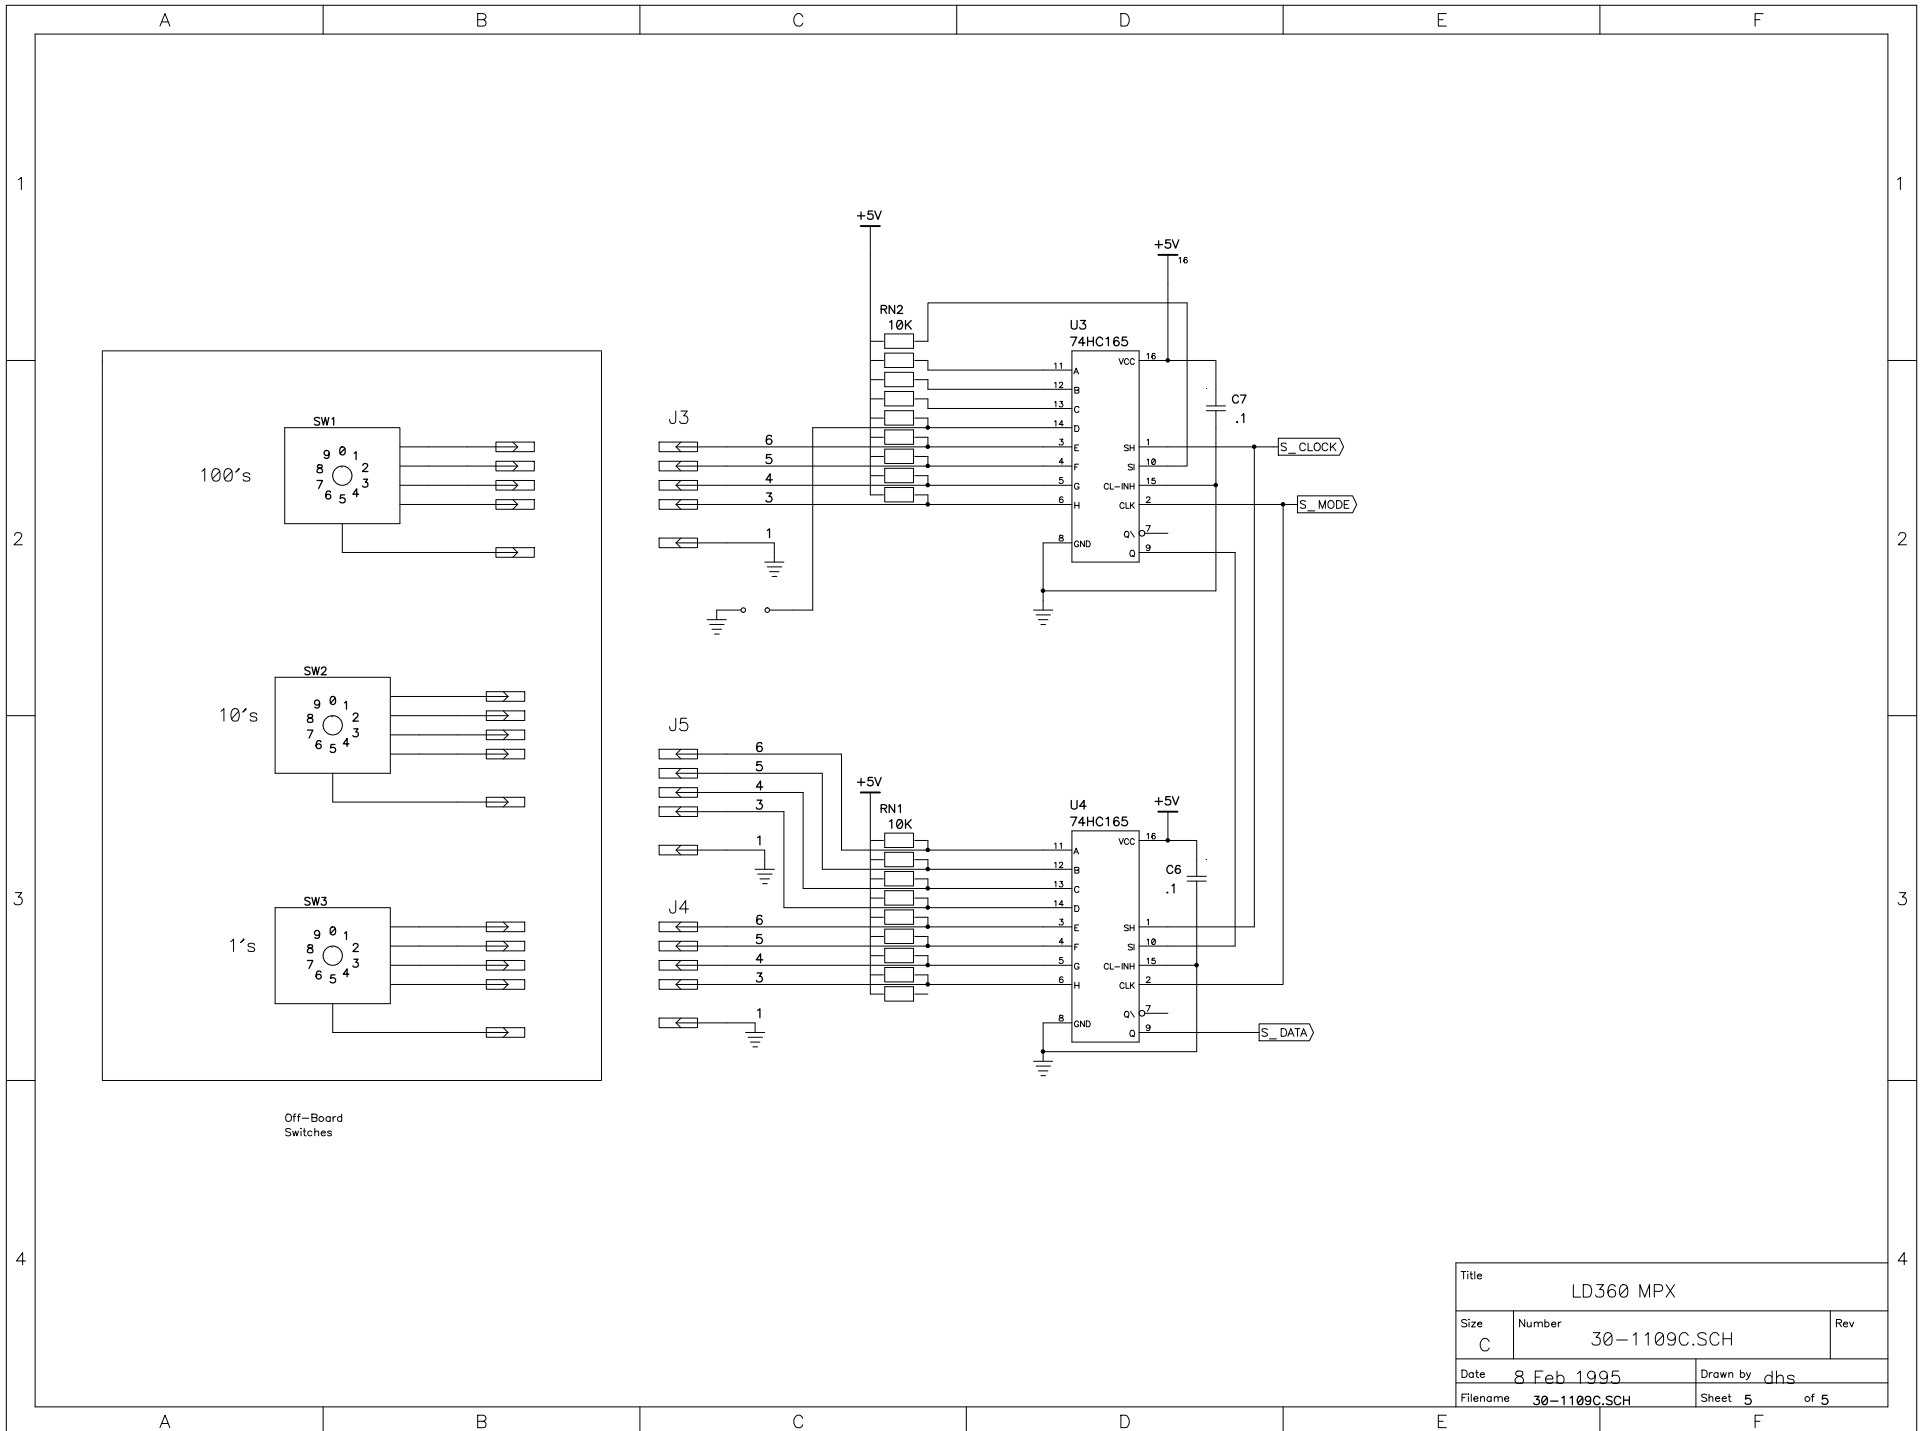 A B C D E F
1 1
2 2
3 3
4 4
A B C D E F
100's
SW1
0 1 2 3 4 5 6 7 8 9
10's
SW2
0 1 2 3 4 5 6 7 8 9
1's
SW3
0 1 2 3 4 5 6 7 8 9
Off-Board
Switches
J3
6
5
4
3
1
+5V
RN2
10K
+5V
16
U3
74HC165
11 A
12 B
13 C
14 D
3 E
4 F
5 G
6 H
8 GND
VCC 16
SH 1
SI 10
CL-INH 15
CLK 2
Q\ 7
Q 9
C7
.1
S_CLOCK
S_MODE
J5
6
5
4
3
1
J4
6
5
4
3
1
+5V
RN1
10K
+5V
U4
74HC165
11 A
12 B
13 C
14 D
3 E
4 F
5 G
6 H
8 GND
VCC 16
SH 1
SI 10
CL-INH 15
CLK 2
Q\ 7
Q 9
C6
.1
S_DATA
Title
LD360 MPX
Size
C
Number
30-1109C.SCH
Rev
Date 8 Feb 1995
Drawn by dhs
Filename 30-1109C.SCH
Sheet 5 of 5